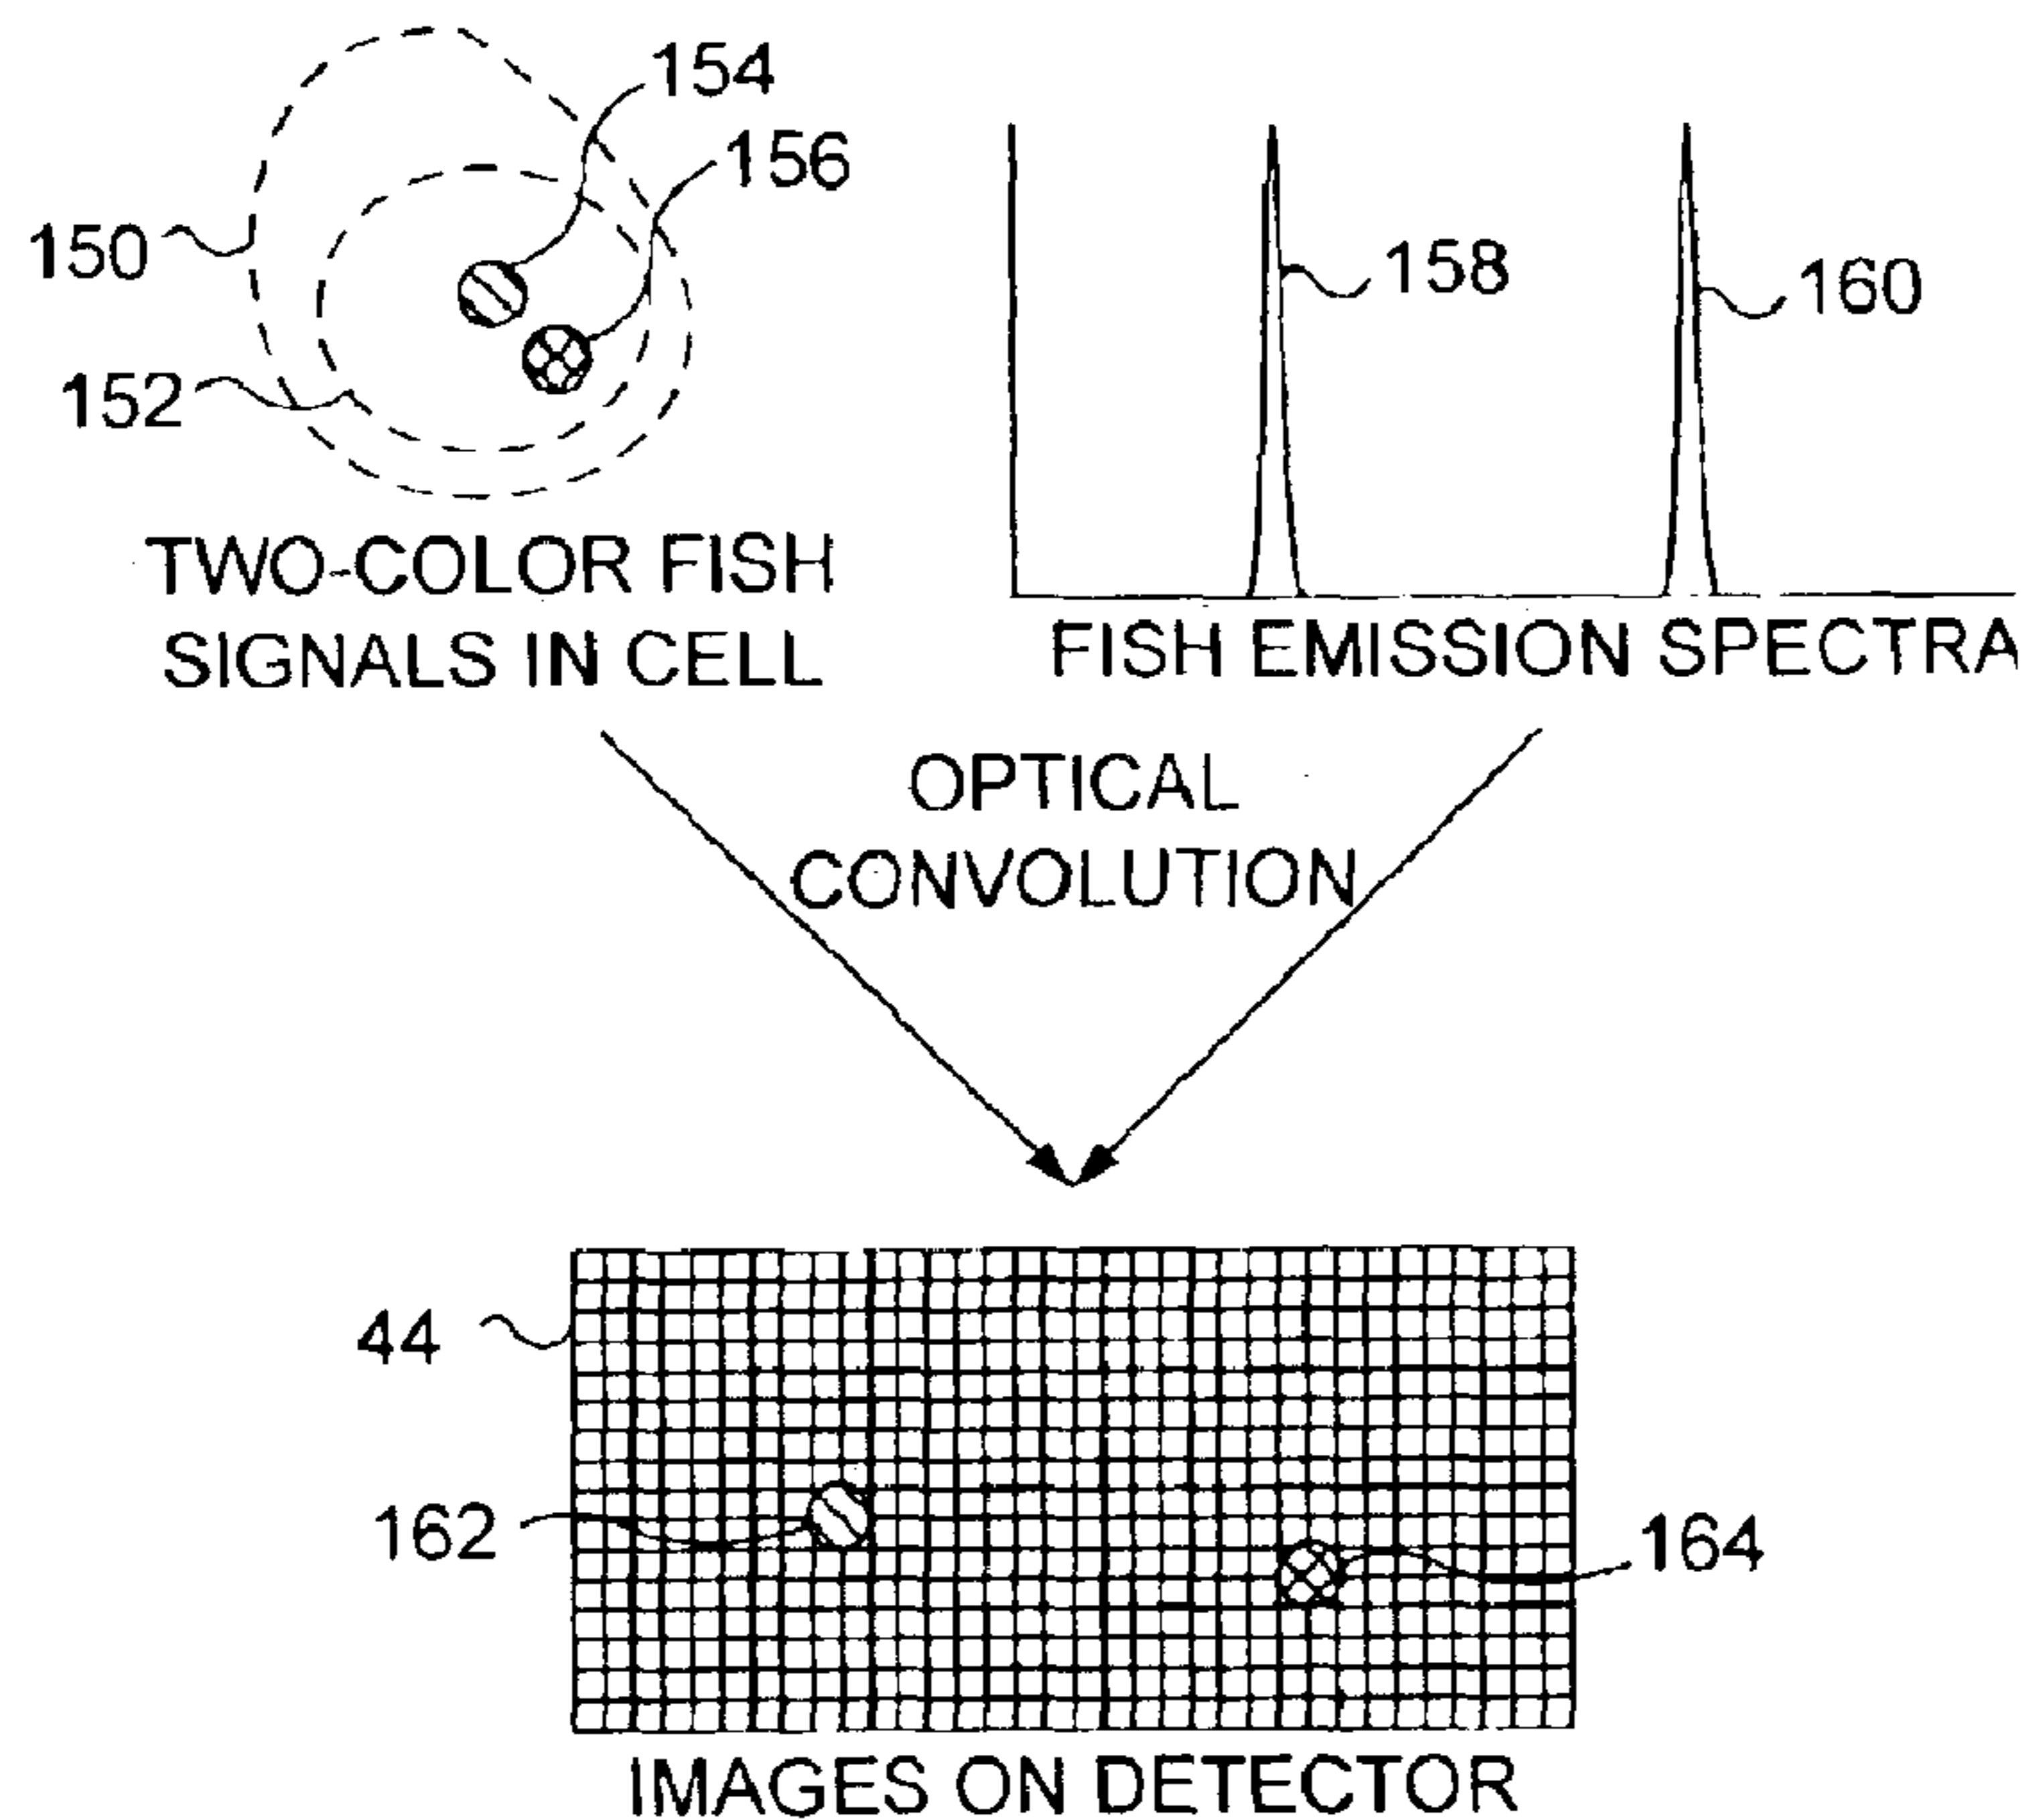 154
156
150
152
158
160
TWO-COLOR FISH
SIGNALS IN CELL
FISH EMISSION SPECTRA
OPTICAL
CONVOLUTION
44
162
164
IMAGES ON DETECTOR